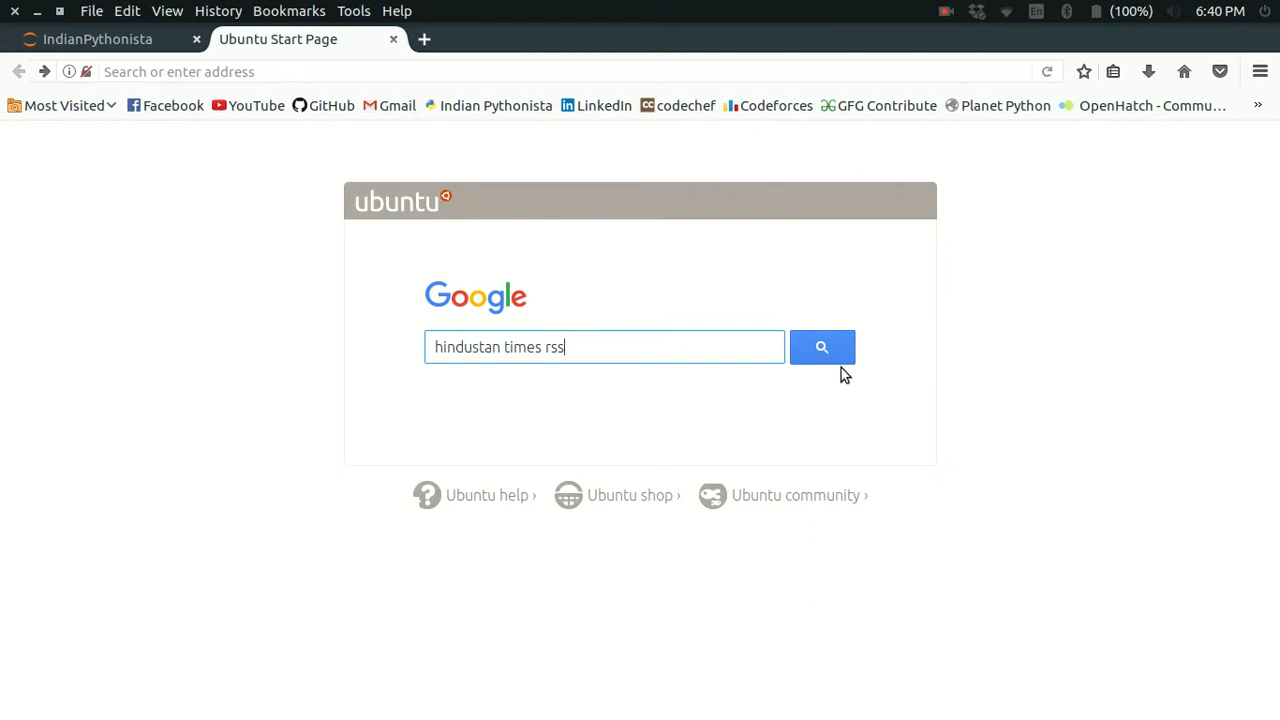 File Edit View History Bookmarks Tools Help En (100%) 6:40 PM
IndianPythonista Ubuntu Start Page
Search or enter address
Most Visited Facebook YouTube GitHub Gmail Indian Pythonista LinkedIn CC codechef Codeforces GFG Contribute Planet Python OpenHatch - Commu... »
ubuntu
Google
hindustan times rss
Ubuntu help › Ubuntu shop › Ubuntu community ›